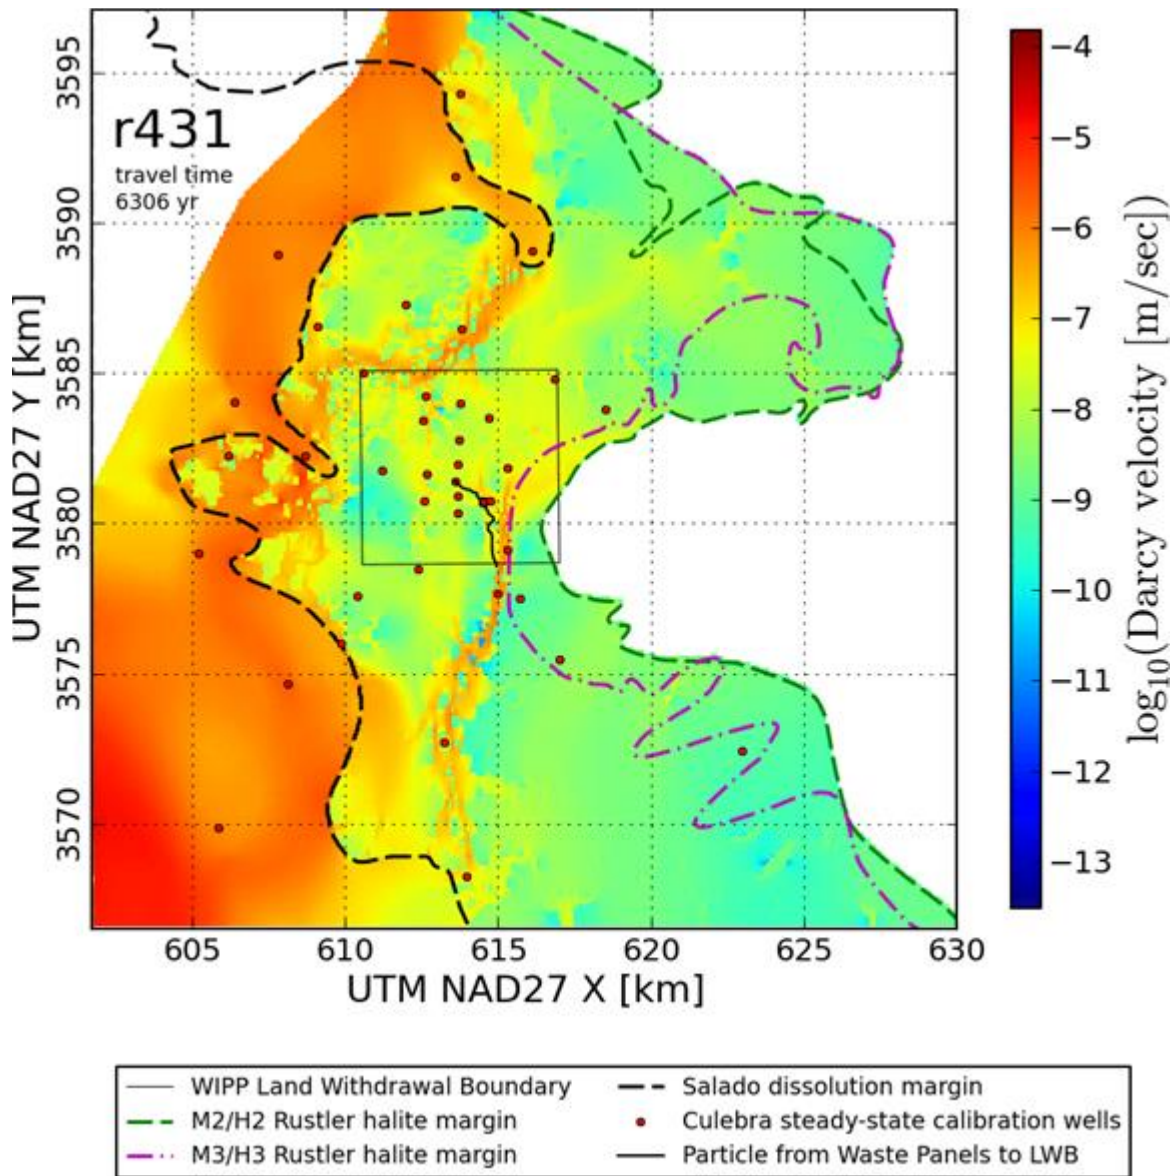 r431
travel time
6306 yr
UTM NAD27 Y [km]
3595
3590
3585
3580
3575
3570
605
610
615
620
625
630
UTM NAD27 X [km]
−4
−5
−6
−7
−8
−9
−10
−11
−12
−13
log₁₀(Darcy velocity [m/sec])
WIPP Land Withdrawal Boundary
M2/H2 Rustler halite margin
M3/H3 Rustler halite margin
Salado dissolution margin
Culebra steady-state calibration wells
Particle from Waste Panels to LWB